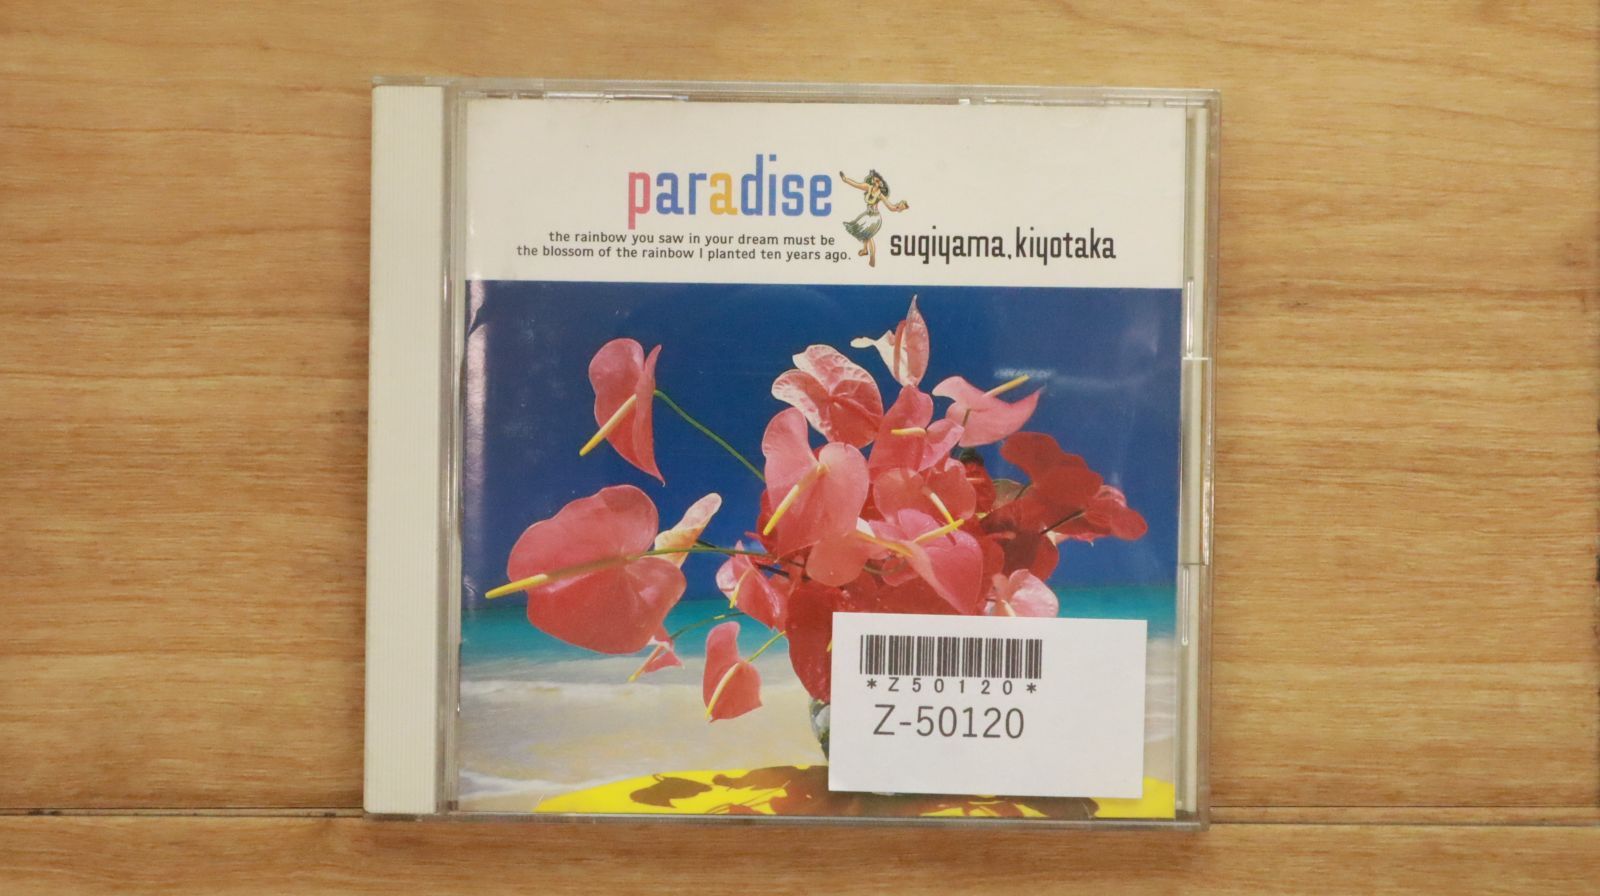 paradise
the rainbow you saw in your dream must be
the blossom of the rainbow I planted ten years ago.
sugiyama,kiyotaka
*Z50120*
Z-50120